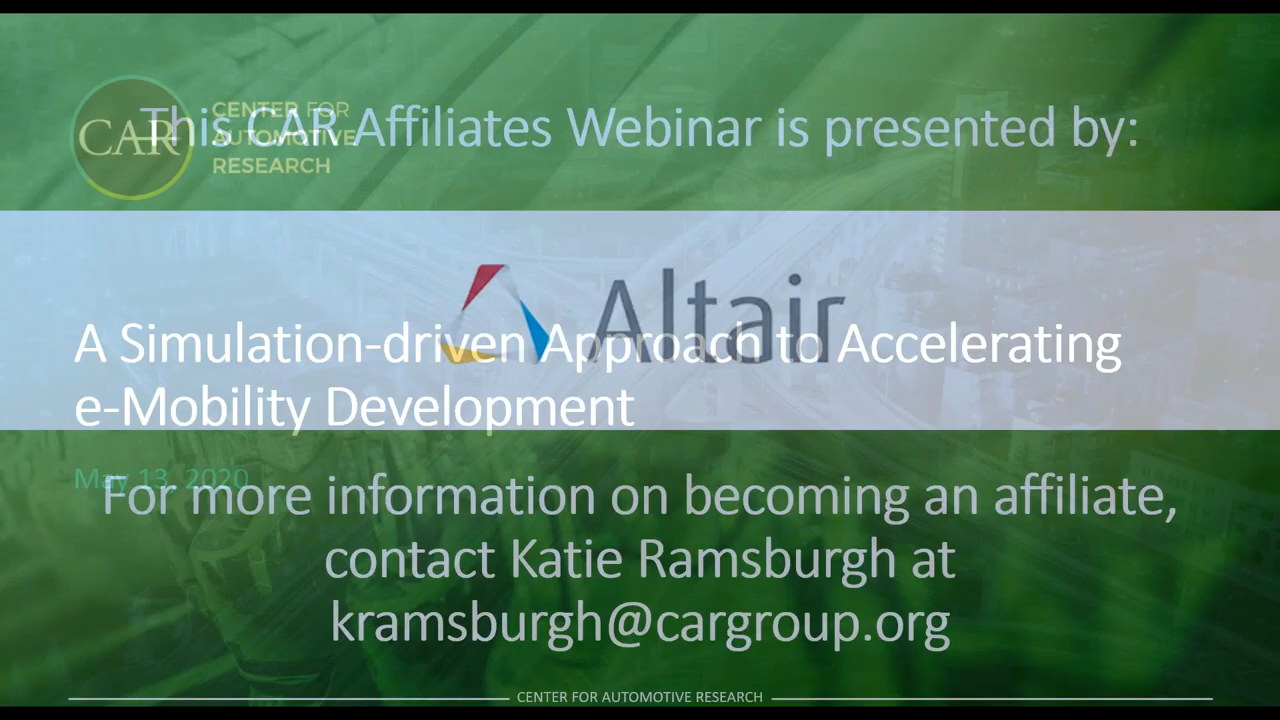 This CAR Affiliates Webinar is presented by:
CAR
CENTER FOR
AUTOMOTIVE
RESEARCH
Altair
A Simulation-driven Approach to Accelerating
e-Mobility Development
May 13, 2020
For more information on becoming an affiliate,
contact Katie Ramsburgh at
kramsburgh@cargroup.org
CENTER FOR AUTOMOTIVE RESEARCH